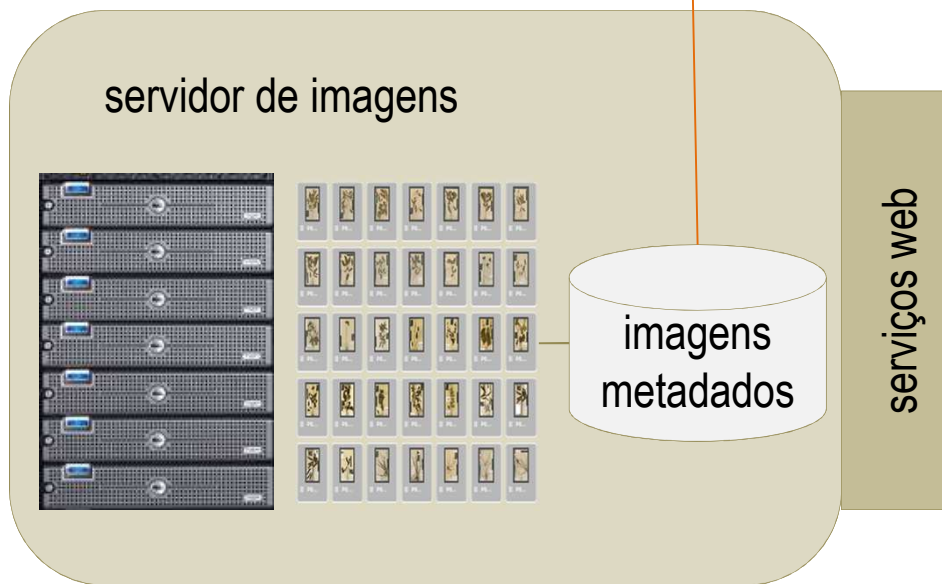 servidor de imagens
imagens
metadados
serviços web